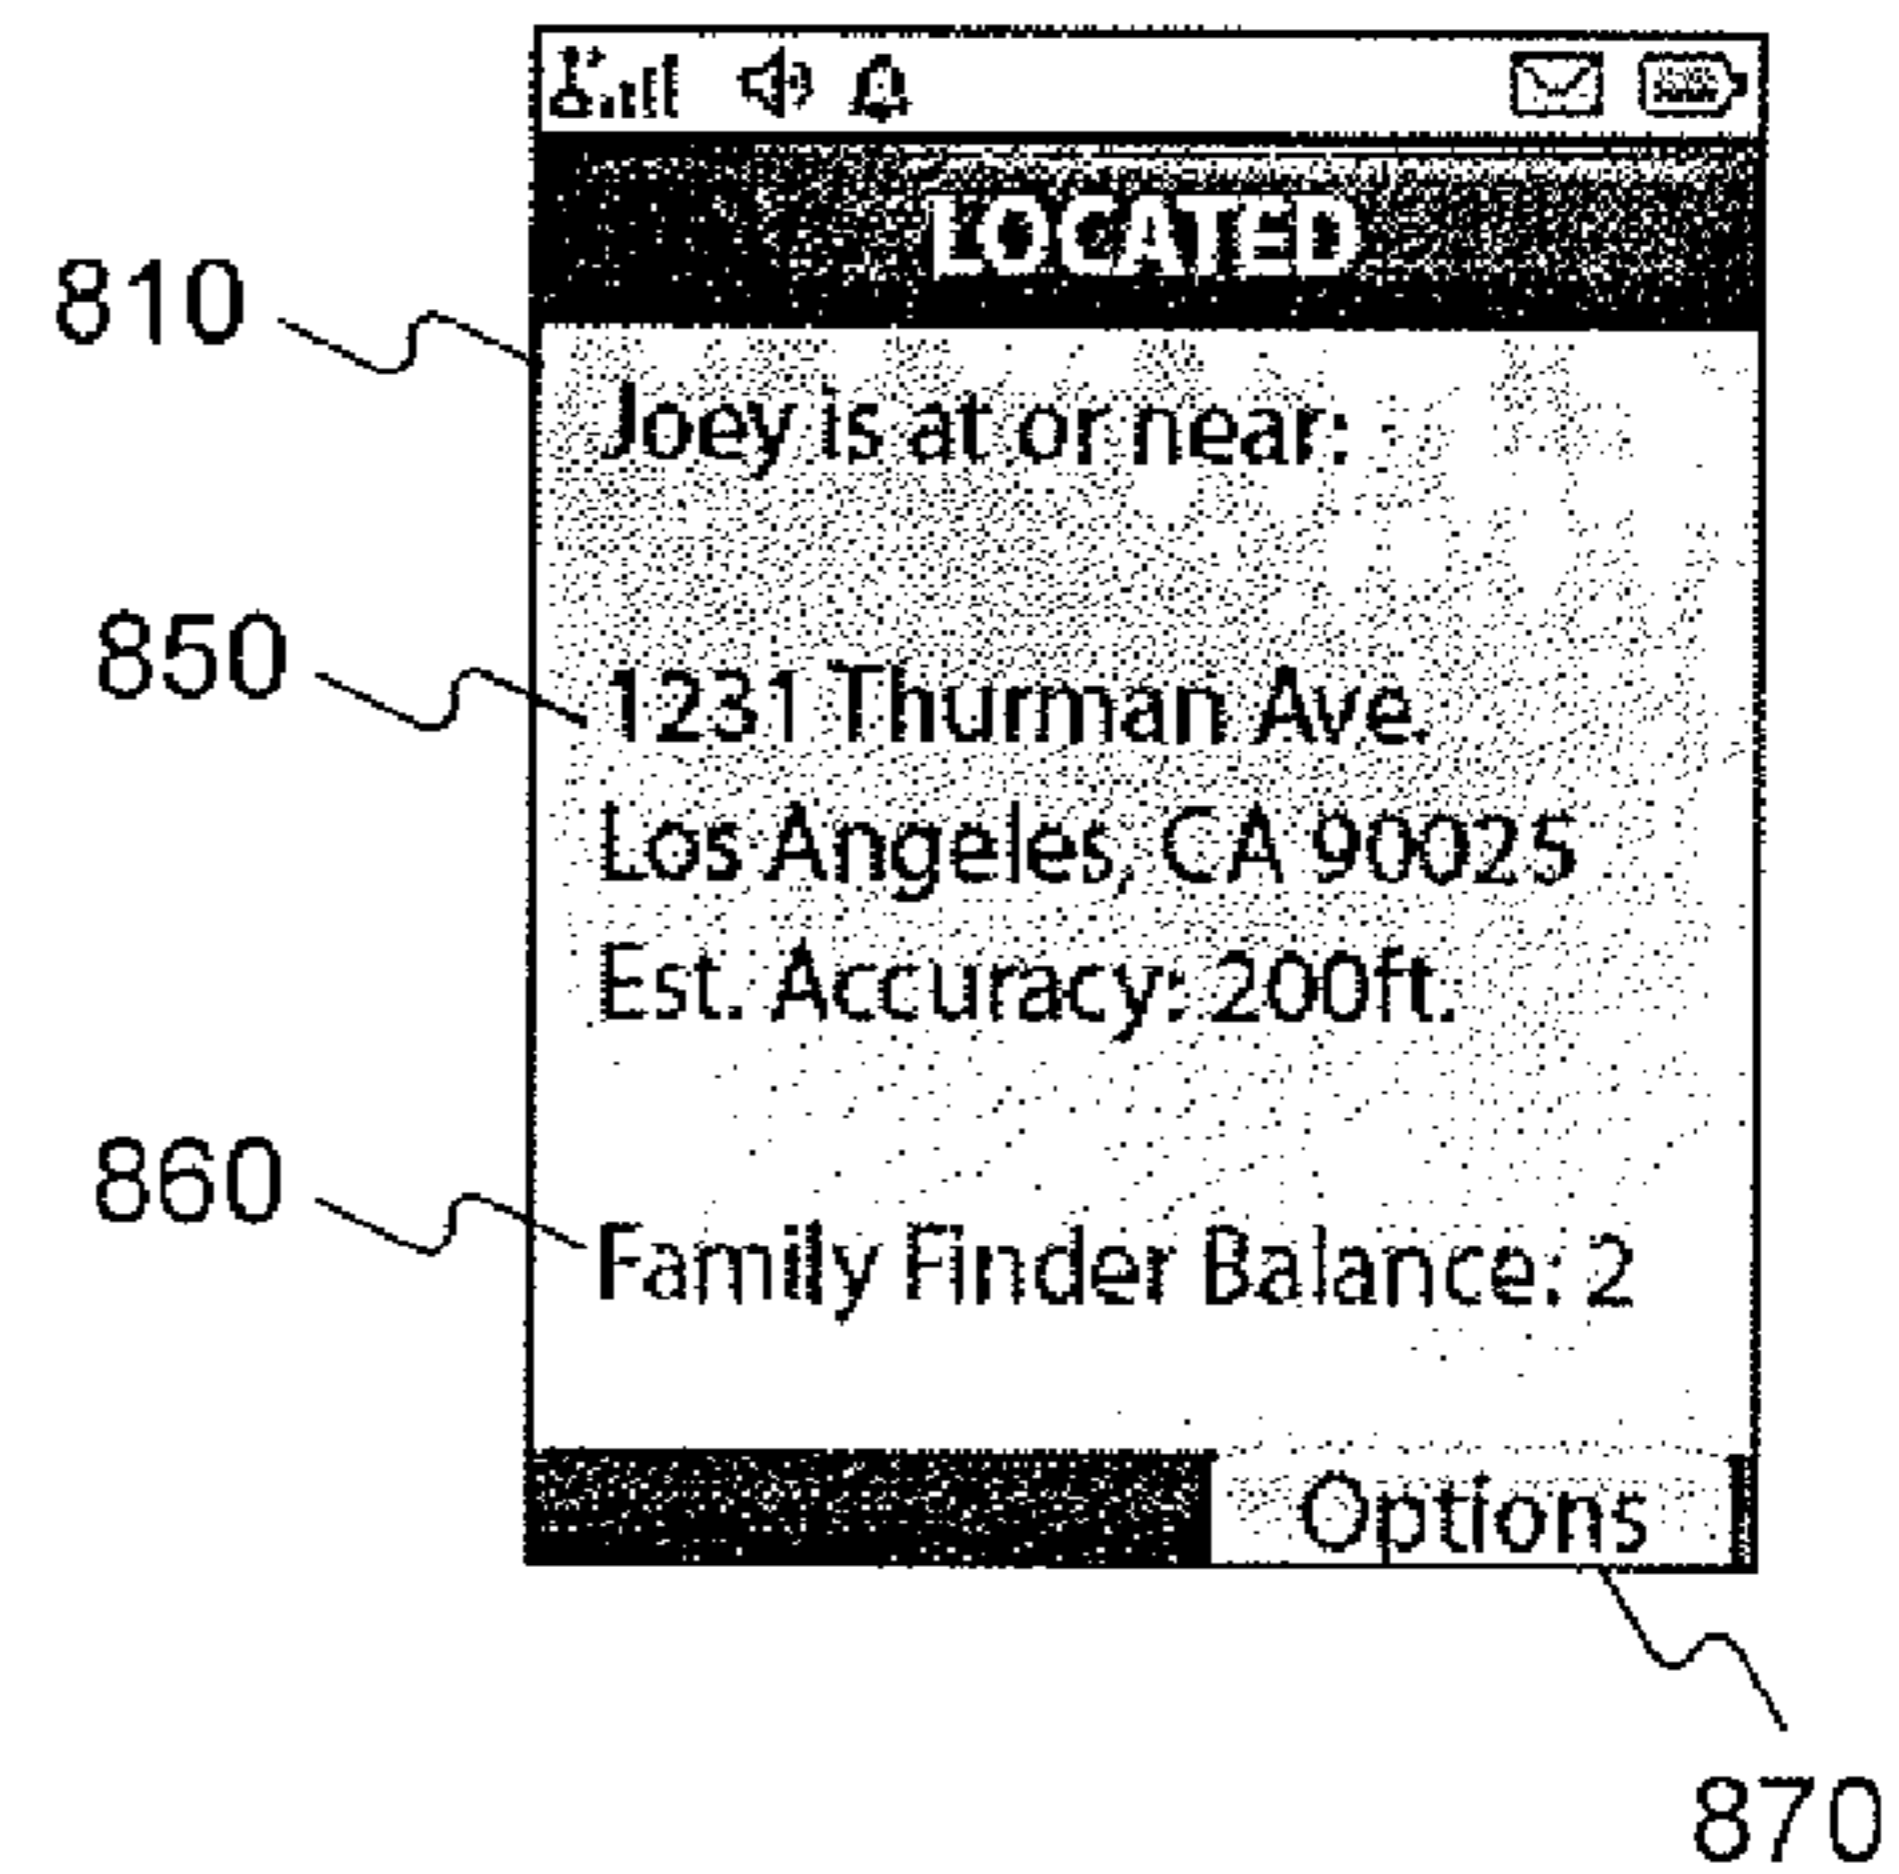 LOCATED
810
Joey is at or near:
850
1231 Thurman Ave.
Los Angeles, CA 90025
Est. Accuracy: 200ft.
860
Family Finder Balance: 2
Options
870